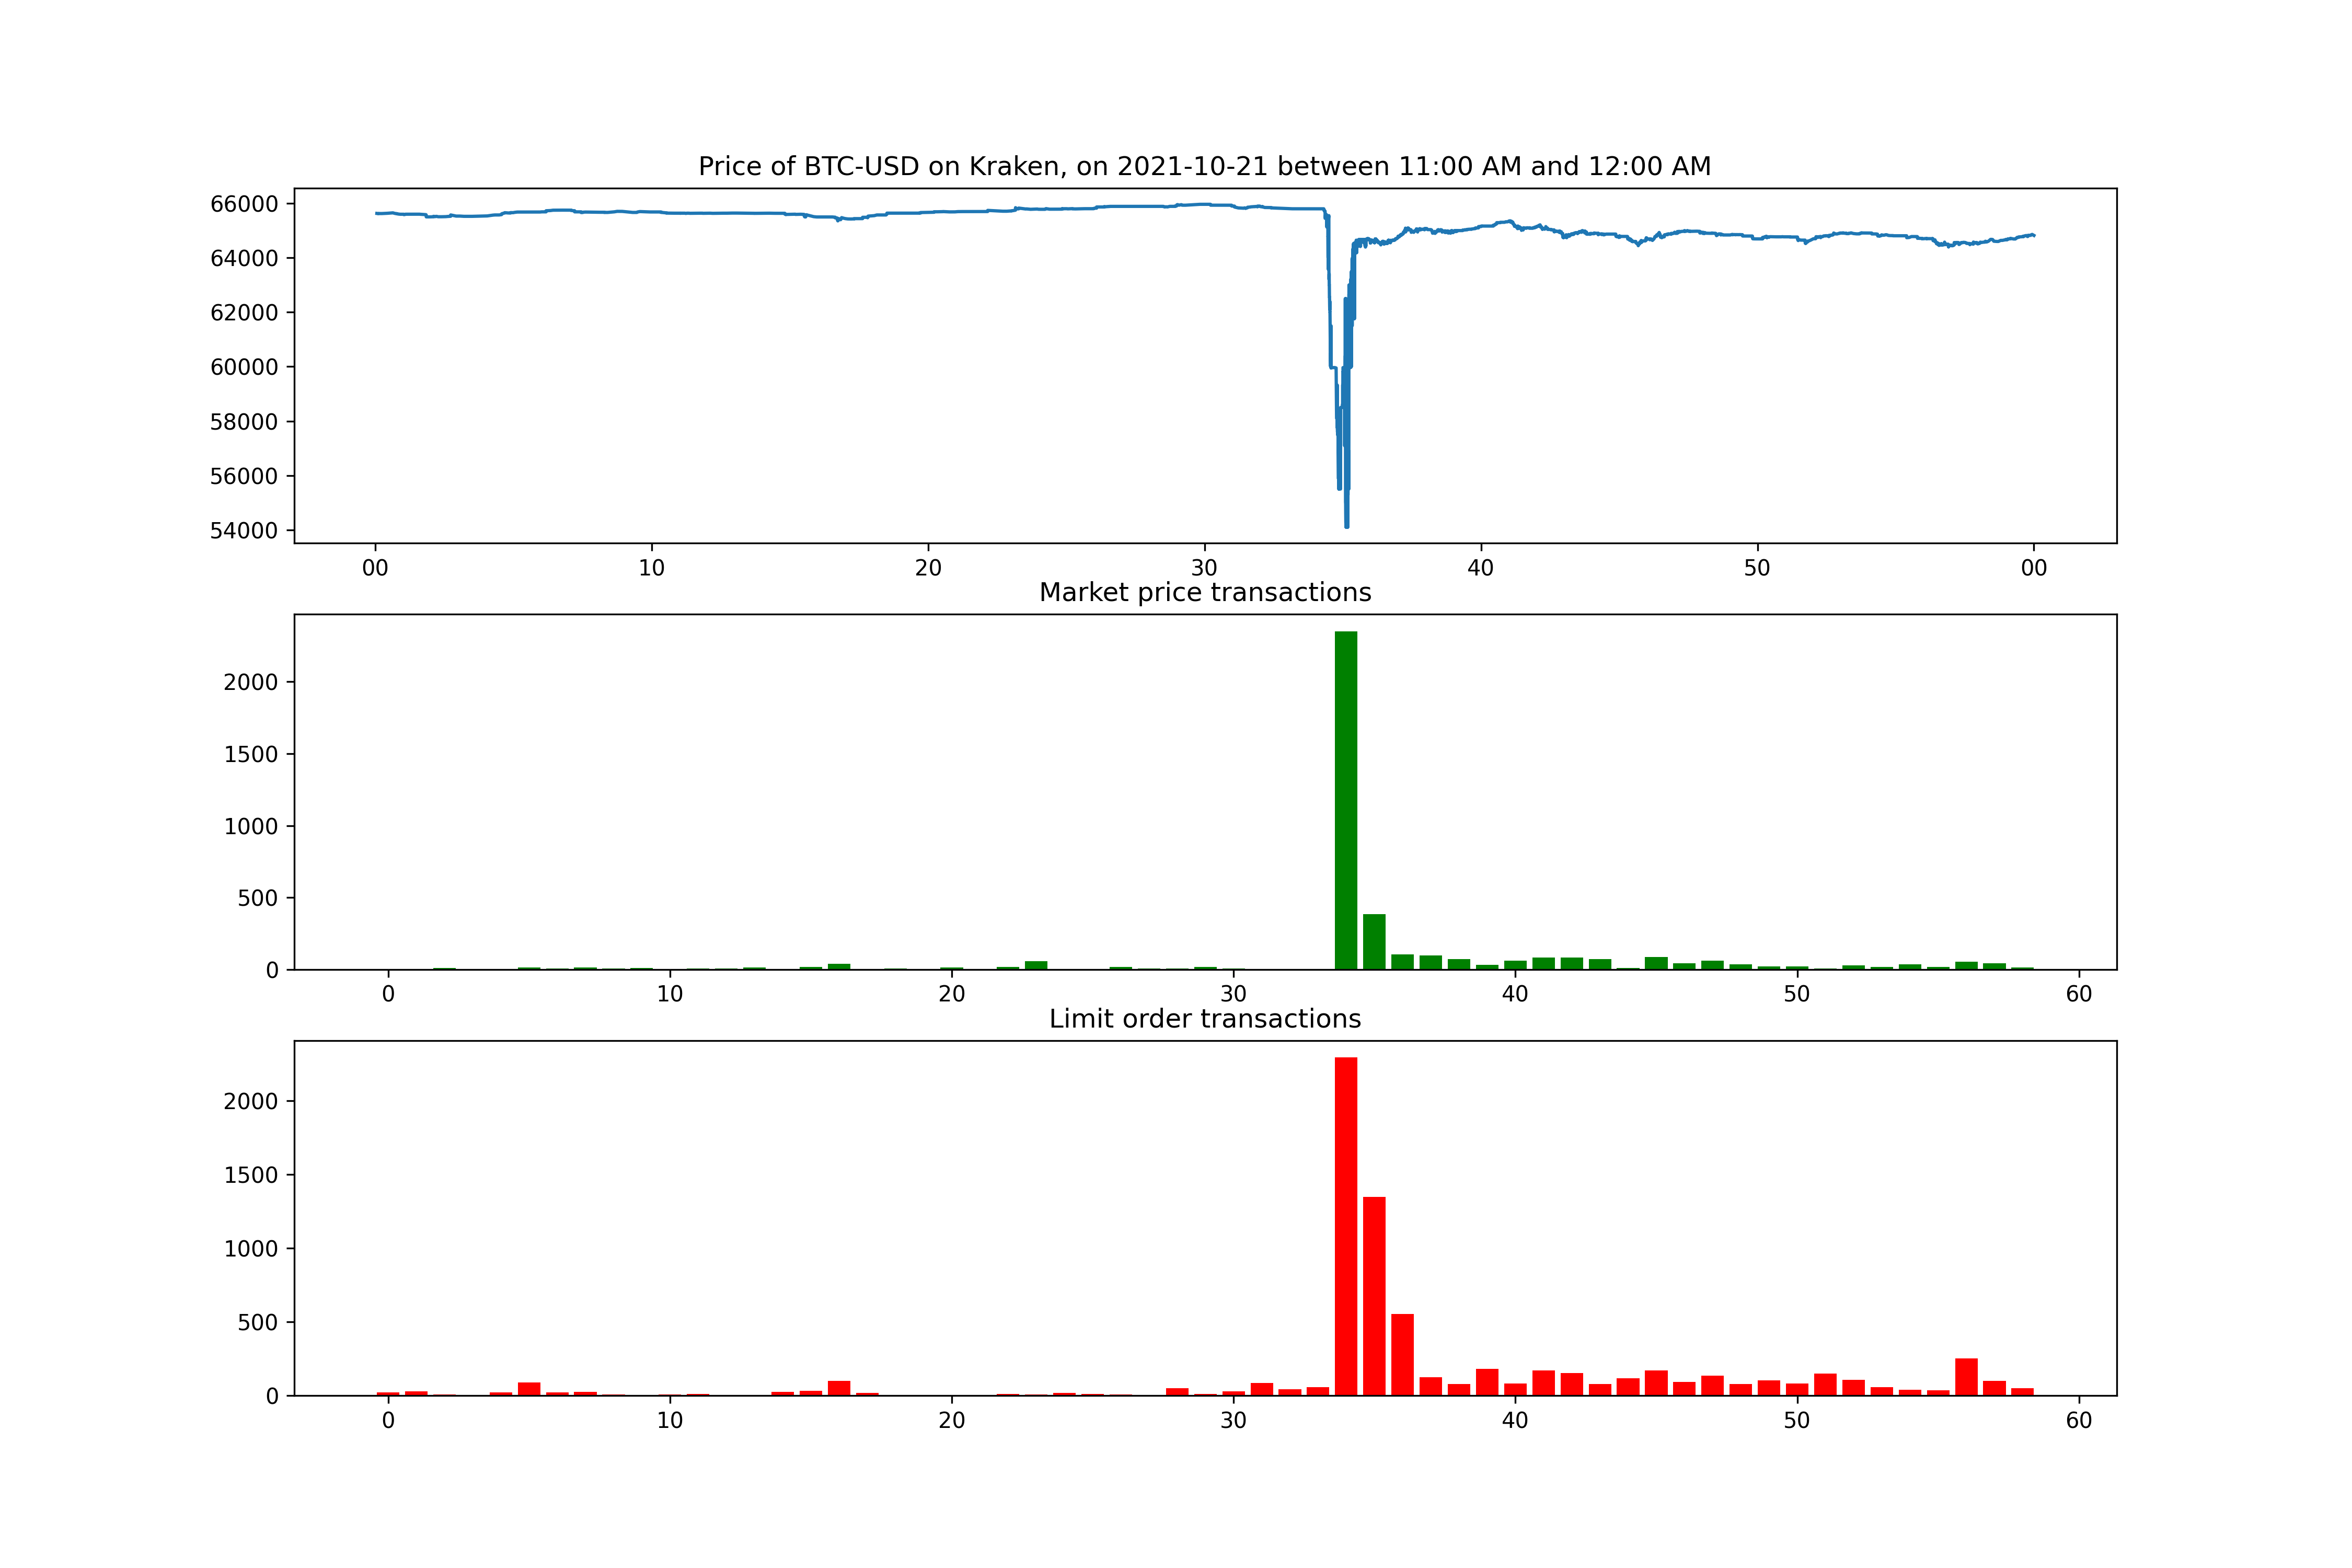 Price of BTC-USD on Kraken, on 2021-10-21 between 11:00 AM and 12:00 AM
66000
64000
62000
60000
58000
56000
54000
00 10 20 30 40 50 00
Market price transactions
2000
1500
1000
500
0
0 10 20 30 40 50 60
Limit order transactions
2000
1500
1000
500
0
0 10 20 30 40 50 60